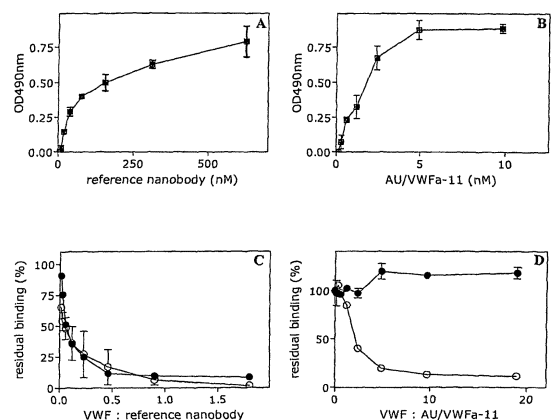 A
OD490nm
0.75
0.50
0.25
0.00
0 250 500
reference nanobody (nM)
B
OD490nm
0.75
0.50
0.25
0.00
0 5 10
AU/VWFa-11 (nM)
C
residual binding (%)
100
75
50
25
0
0.0 0.5 1.0 1.5
VWF : reference nanobody
D
residual binding (%)
100
50
0
0 10 20
VWF : AU/VWFa-11